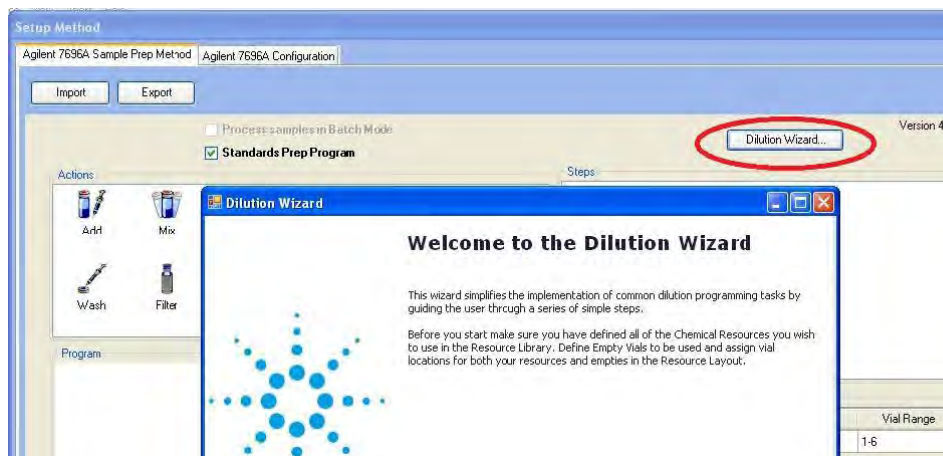 Setup Method
Agilent 7696A Sample Prep Method Agilent 7696A Configuration
Import Export
Process samples in Batch Mode
Standards Prep Program
Dilution Wizard...
Version 4
Actions
Steps
Add Mix
Wash Filter
Program
Dilution Wizard
Welcome to the Dilution Wizard
This wizard simplifies the implementation of common dilution programming tasks by
guiding the user through a series of simple steps.
Before you start make sure you have defined all of the Chemical Resources you wish
to use in the Resource Library. Define Empty Vials to be used and assign vial
locations for both your resources and empties in the Resource Layout.
Vial Range
1-6